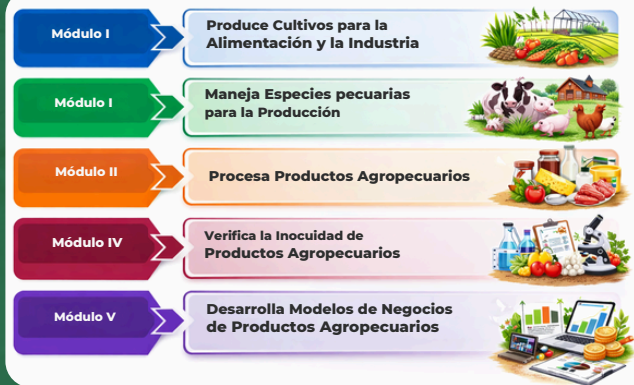 Módulo I
Produce Cultivos para la
Alimentación y la Industria
Módulo I
Maneja Especies pecuarias
para la Producción
Módulo II
Procesa Productos Agropecuarios
Módulo IV
Verifica la Inocuidad de
Productos Agropecuarios
Módulo V
Desarrolla Modelos de Negocios
de Productos Agropecuarios